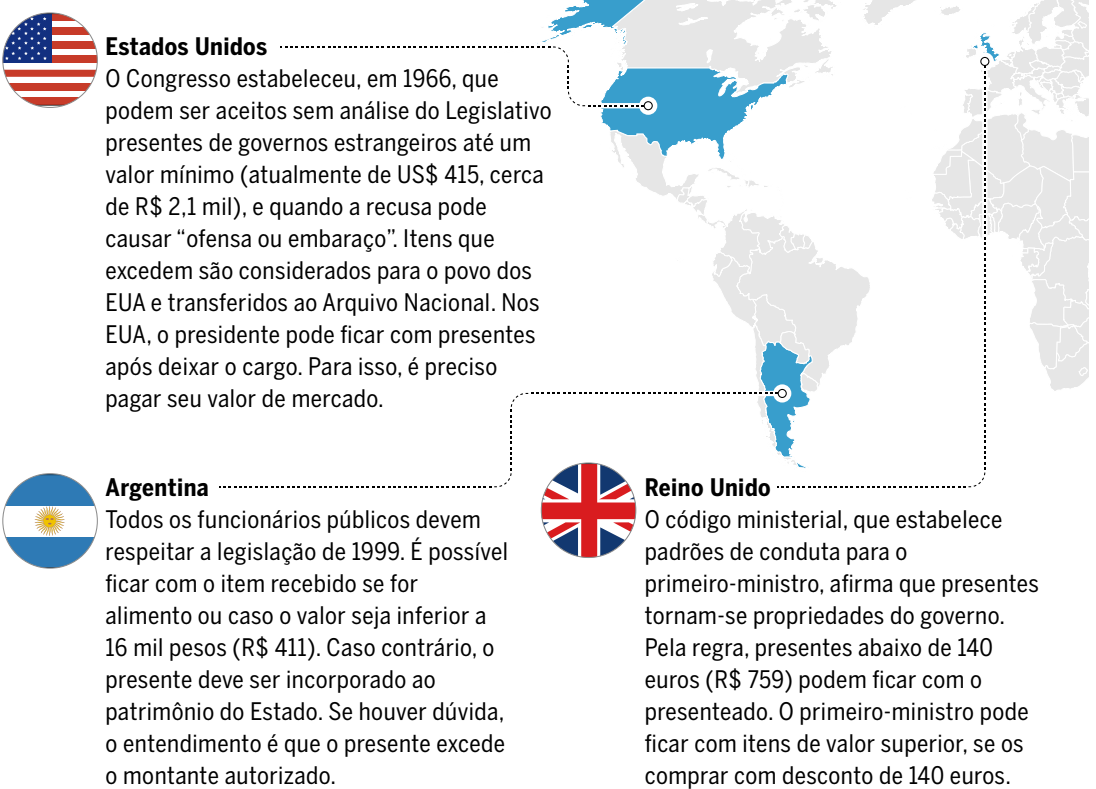 Estados Unidos
O Congresso estabeleceu, em 1966, que
podem ser aceitos sem análise do Legislativo
presentes de governos estrangeiros até um
valor mínimo (atualmente de US$ 415, cerca
de R$ 2,1 mil), e quando a recusa pode
causar “ofensa ou embaraço”. Itens que
excedem são considerados para o povo dos
EUA e transferidos ao Arquivo Nacional. Nos
EUA, o presidente pode ficar com presentes
após deixar o cargo. Para isso, é preciso
pagar seu valor de mercado.
Argentina
Todos os funcionários públicos devem
respeitar a legislação de 1999. É possível
ficar com o item recebido se for
alimento ou caso o valor seja inferior a
16 mil pesos (R$ 411). Caso contrário, o
presente deve ser incorporado ao
patrimônio do Estado. Se houver dúvida,
o entendimento é que o presente excede
o montante autorizado.
Reino Unido
O código ministerial, que estabelece
padrões de conduta para o
primeiro-ministro, afirma que presentes
tornam-se propriedades do governo.
Pela regra, presentes abaixo de 140
euros (R$ 759) podem ficar com o
presenteado. O primeiro-ministro pode
ficar com itens de valor superior, se os
comprar com desconto de 140 euros.